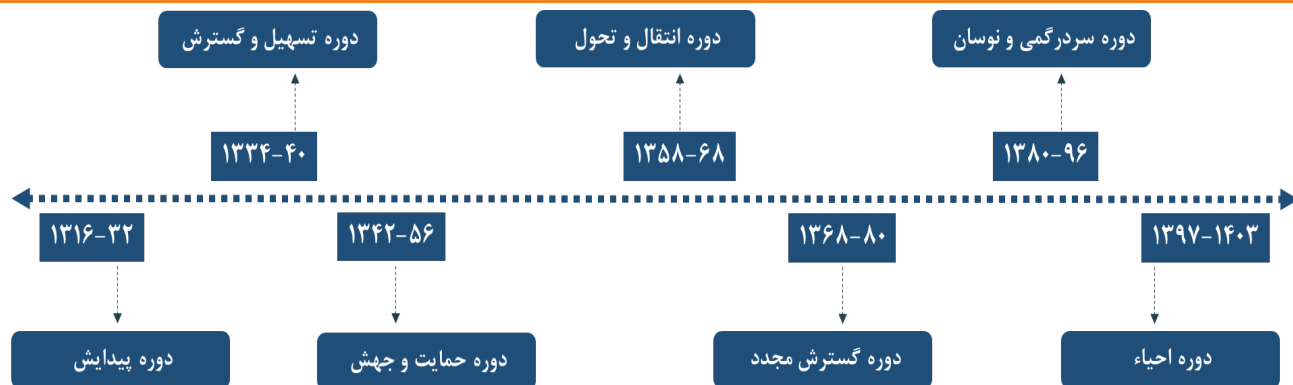 دوره تسهیل و گسترش
دوره انتقال و تحول
دوره سردرگمی و نوسان
۱۳۳۴-۴۰
۱۳۵۸-۶۸
۱۳۸۰-۹۶
۱۳۱۶-۳۲
۱۳۴۲-۵۶
۱۳۶۸-۸۰
۱۳۹۷-۱۴۰۳
دوره پیدایش
دوره حمایت و جهش
دوره گسترش مجدد
دوره احیاء